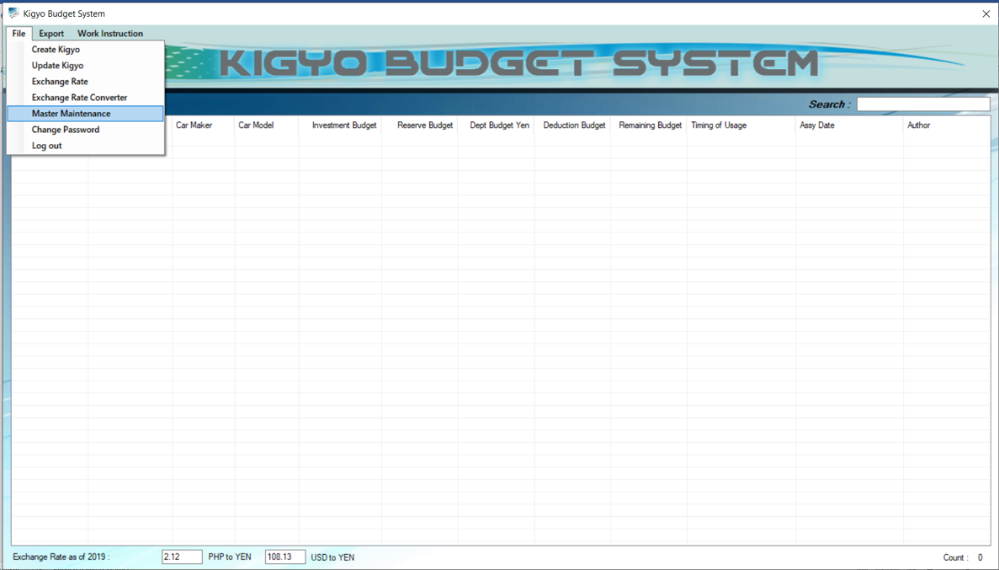 Kigyo Budget System
File Export Work Instruction
Create Kigyo
Update Kigyo
Exchange Rate
Exchange Rate Converter
Master Maintenance
Change Password
Log out
KIGYO BUDGET SYSTEM
Search :
Car Maker Car Model Investment Budget Reserve Budget Dept Budget Yen Deduction Budget Remaining Budget Timing of Usage Assy Date Author
Exchange Rate as of 2019 : 2.12 PHP to YEN 108.13 USD to YEN Count : 0